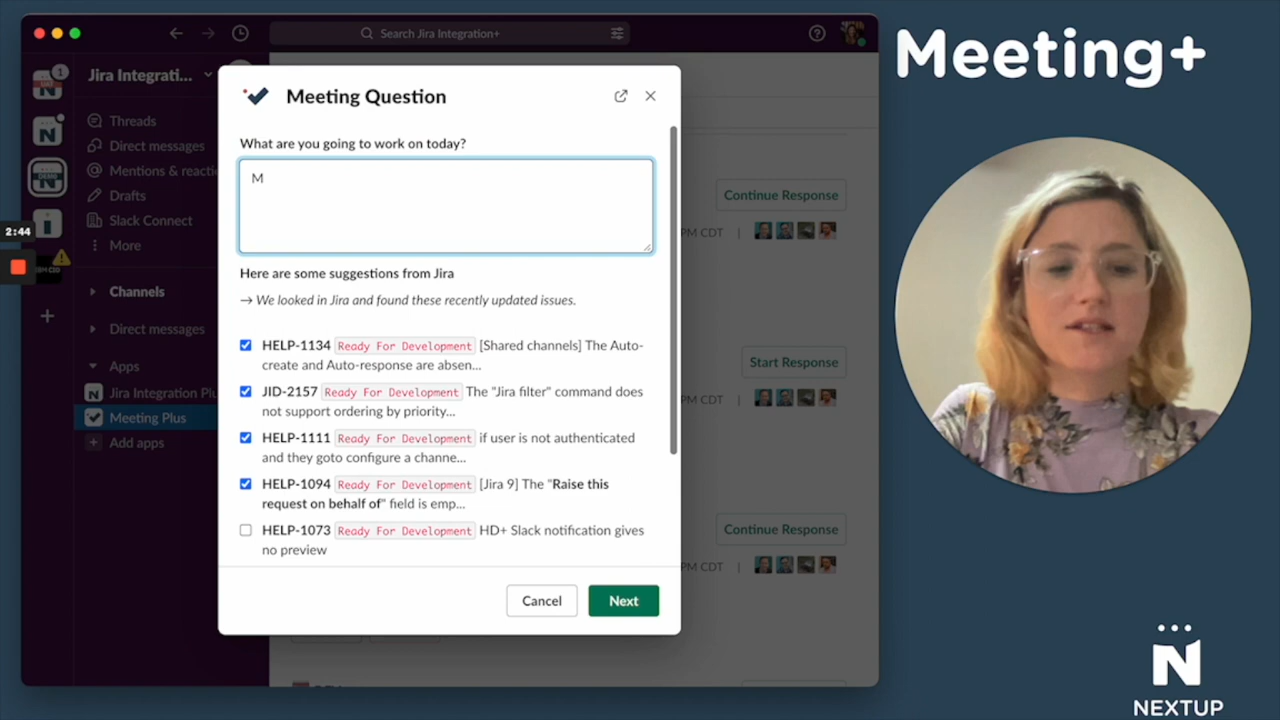 Meeting+
Search Jira Integration+
1
Jira Integrati...
Threads
Direct messages
Mentions & reacti
Drafts
Slack Connect
More
2:44
Channels
Direct messages
Apps
Jira Integration Plu
Meeting Plus
Add apps
Meeting Question
What are you going to work on today?
M
Here are some suggestions from Jira
→ We looked in Jira and found these recently updated issues.
HELP-1134 Ready For Development [Shared channels] The Auto-
create and Auto-response are absen...
JID-2157 Ready For Development The "Jira filter" command does
not support ordering by priority...
HELP-1111 Ready For Development if user is not authenticated
and they goto configure a channe...
HELP-1094 Ready For Development [Jira 9] The "Raise this
request on behalf of" field is emp...
HELP-1073 Ready For Development HD+ Slack notification gives
no preview
Cancel
Next
Continue Response
PM CDT |
Start Response
PM CDT |
Continue Response
PM CDT |
N
NEXTUP